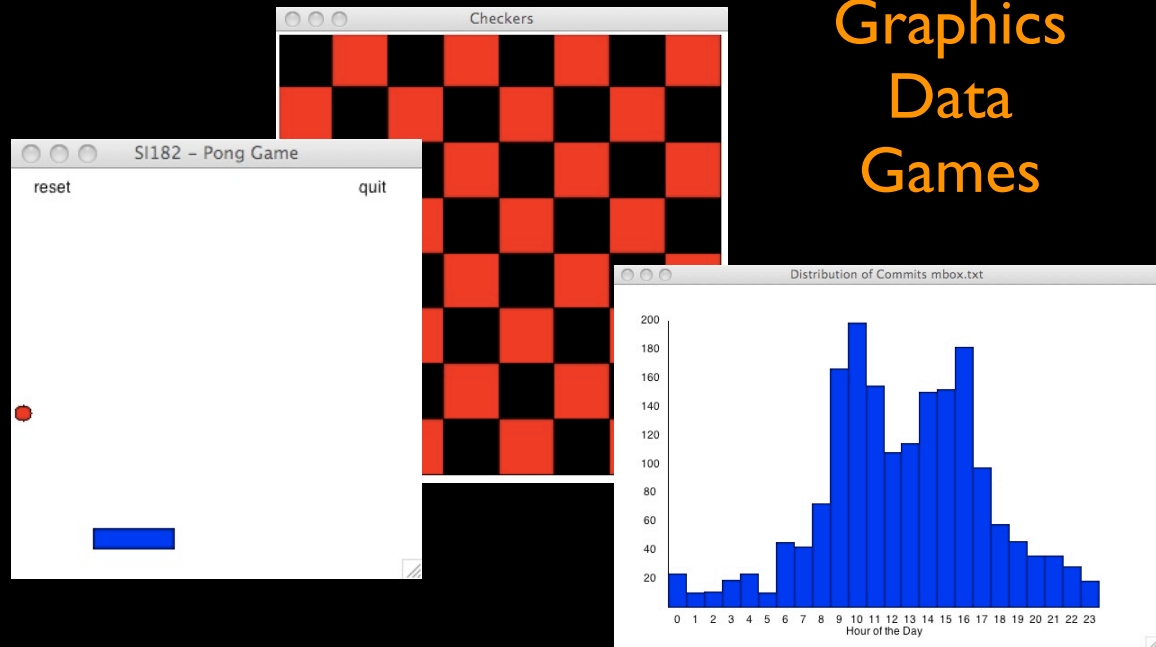 Checkers
Graphics
Data
Games
SI182 – Pong Game
reset quit
Distribution of Commits mbox.txt
200
180
160
140
120
100
80
60
40
20
0 1 2 3 4 5 6 7 8 9 10 11 12 13 14 15 16 17 18 19 20 21 22 23
Hour of the Day